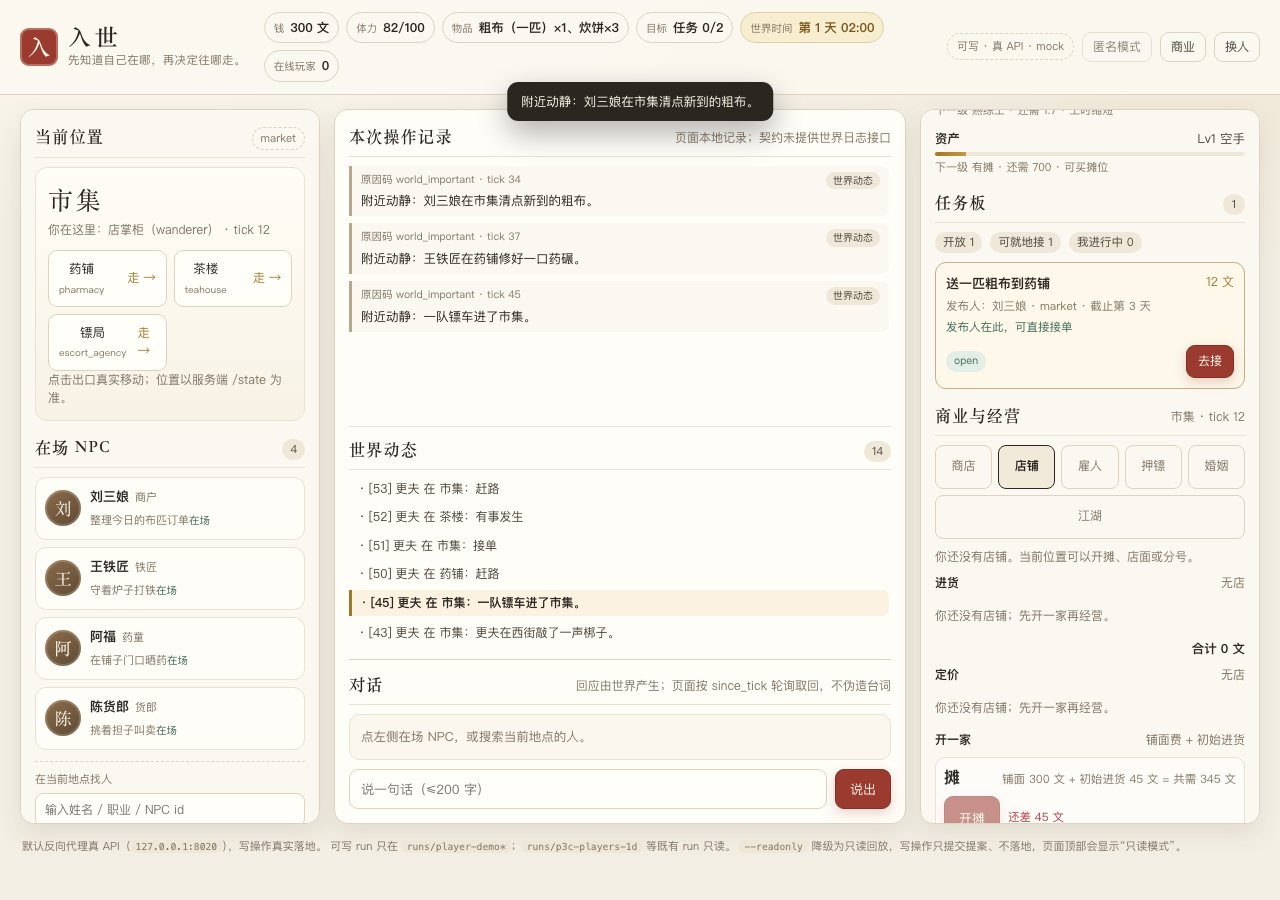 入
入世
先知道自己在哪，再决定往哪走。
钱 300 文
体力 82/100
物品 粗布（一匹）×1、炊饼×3
目标 任务 0/2
世界时间 第 1 天 02:00
在线玩家 0
可写 · 真 API · mock
匿名模式
商业
换人
附近动静：刘三娘在市集清点新到的粗布。
当前位置
market
市集
你在这里：店掌柜（wanderer） · tick 12
药铺
pharmacy
走 →
茶楼
teahouse
走 →
镖局
escort_agency
走
→
点击出口真实移动；位置以服务端 /state 为
准。
在场 NPC
4
刘
刘三娘 商户
整理今日的布匹订单在场
王
王铁匠 铁匠
守着炉子打铁在场
阿
阿福 药童
在铺子门口晒药在场
陈
陈货郎 货郎
挑着担子叫卖在场
在当前地点找人
输入姓名 / 职业 / NPC id
本次操作记录
页面本地记录；契约未提供世界日志接口
原因码 world_important · tick 34
世界动态
附近动静：刘三娘在市集清点新到的粗布。
原因码 world_important · tick 37
世界动态
附近动静：王铁匠在药铺修好一口药碾。
原因码 world_important · tick 45
世界动态
附近动静：一队镖车进了市集。
世界动态
14
· [53] 更夫 在 市集：赶路
· [52] 更夫 在 茶楼：有事发生
· [51] 更夫 在 市集：接单
· [50] 更夫 在 药铺：赶路
· [45] 更夫 在 市集：一队镖车进了市集。
· [43] 更夫 在 市集：更夫在西街敲了一声梆子。
对话
回应由世界产生；页面按 since_tick 轮询取回，不伪造台词
点左侧在场 NPC，或搜索当前地点的人。
说一句话（≤200 字）
说出
资产
Lv1 空手
下一级 有摊 · 还需 700 · 可买摊位
任务板
1
开放 1
可就地接 1
我进行中 0
送一匹粗布到药铺
12 文
发布人：刘三娘 · market · 截止第 3 天
发布人在此，可直接接单
open
去接
商业与经营
市集 · tick 12
商店
店铺
雇人
押镖
婚姻
江湖
你还没有店铺。当前位置可以开摊、店面或分号。
进货
无店
你还没有店铺；先开一家再经营。
合计 0 文
定价
无店
你还没有店铺；先开一家再经营。
开一家
铺面费 + 初始进货
摊
铺面 300 文 + 初始进货 45 文 = 共需 345 文
开摊
还差 45 文
默认反向代理真 API（ 127.0.0.1:8020 ），写操作真实落地。 可写 run 只在 runs/player-demo* ； runs/p3c-players-1d 等既有 run 只读。 --readonly 降级为只读回放，写操作只提交提案、不落地，页面顶部会显示“只读模式”。